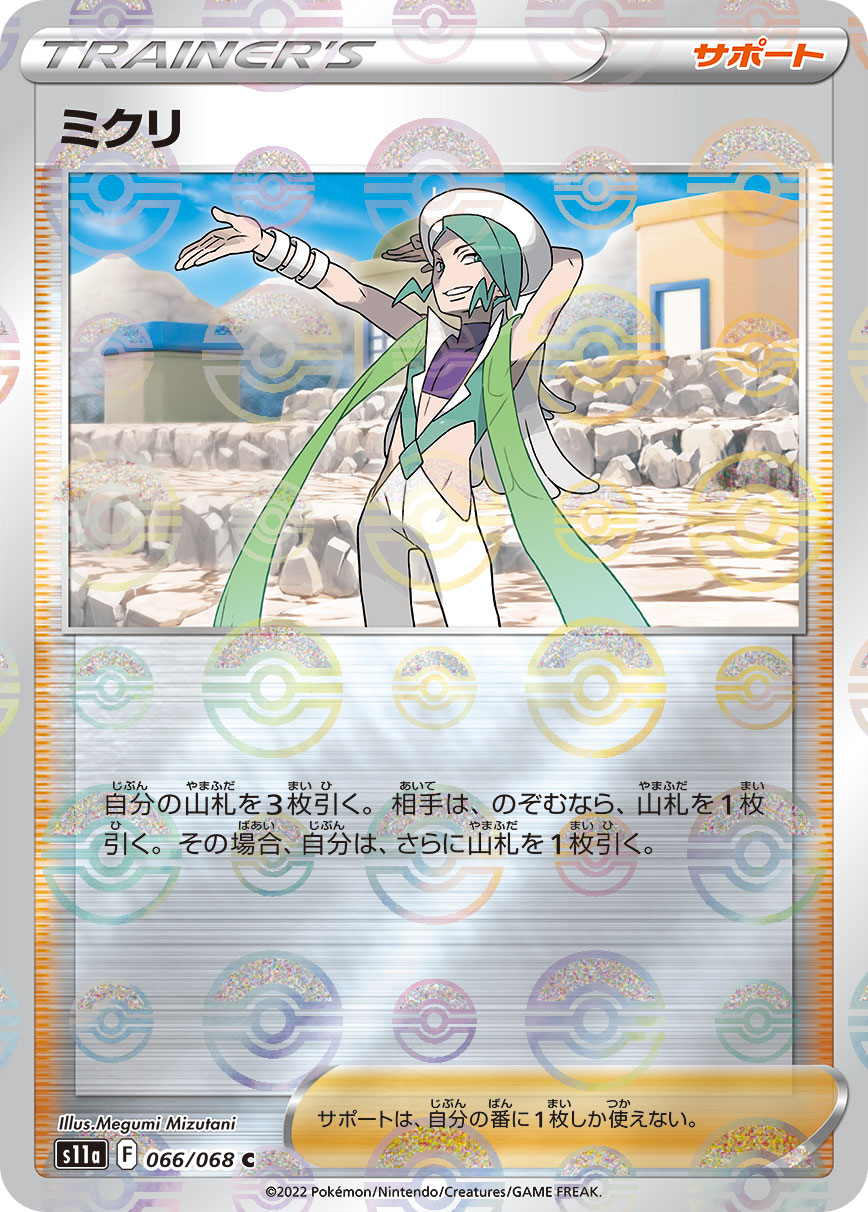 TRAINER'S サポート
ミクリ
自分の山札を3枚引く。相手は、のぞむなら、山札を1枚
引く。その場合、自分は、さらに山札を1枚引く。
Illus.Megumi Mizutani
サポートは、自分の番に1枚しか使えない。
s11a F 066/068 C
©2022 Pokémon/Nintendo/Creatures/GAME FREAK.